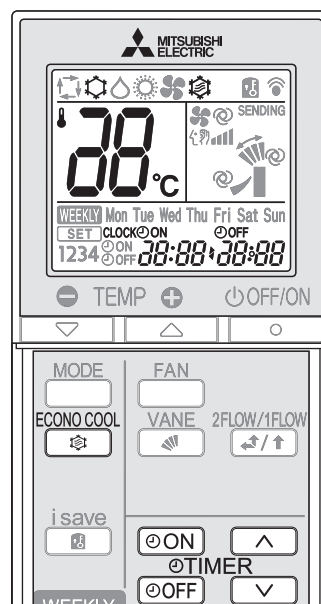 MITSUBISHI
ELECTRIC
SENDING
88°C
WEEKLY Mon Tue Wed Thu Fri Sat Sun
SET CLOCK ON OFF
1234 ON OFF 88:88 88:88
TEMP OFF/ON
MODE FAN
ECONO COOL VANE 2FLOW/1FLOW
i save
ON
TIMER
OFF
WEEKLY